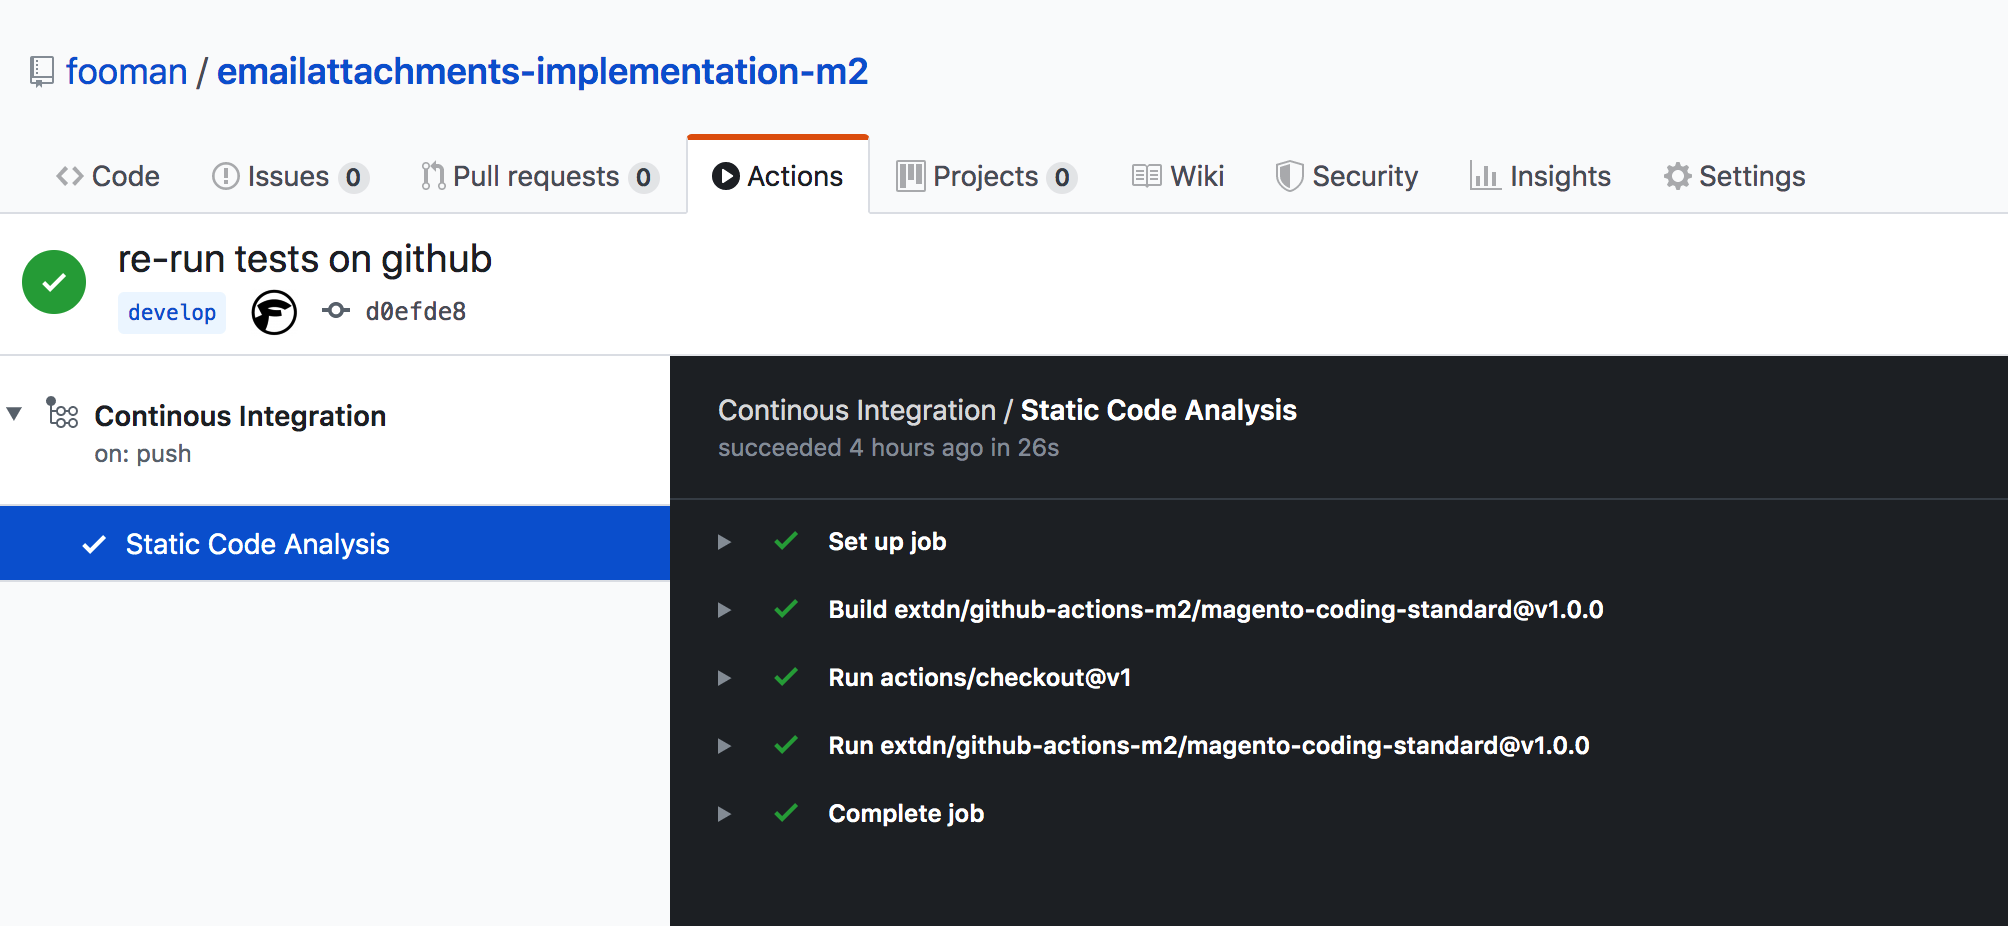 fooman / emailattachments-implementation-m2
Code Issues 0 Pull requests 0 Actions Projects 0 Wiki Security Insights Settings
re-run tests on github
develop d0efde8
Continous Integration
on: push
Static Code Analysis
Continous Integration / Static Code Analysis
succeeded 4 hours ago in 26s
Set up job
Build extdn/github-actions-m2/magento-coding-standard@v1.0.0
Run actions/checkout@v1
Run extdn/github-actions-m2/magento-coding-standard@v1.0.0
Complete job